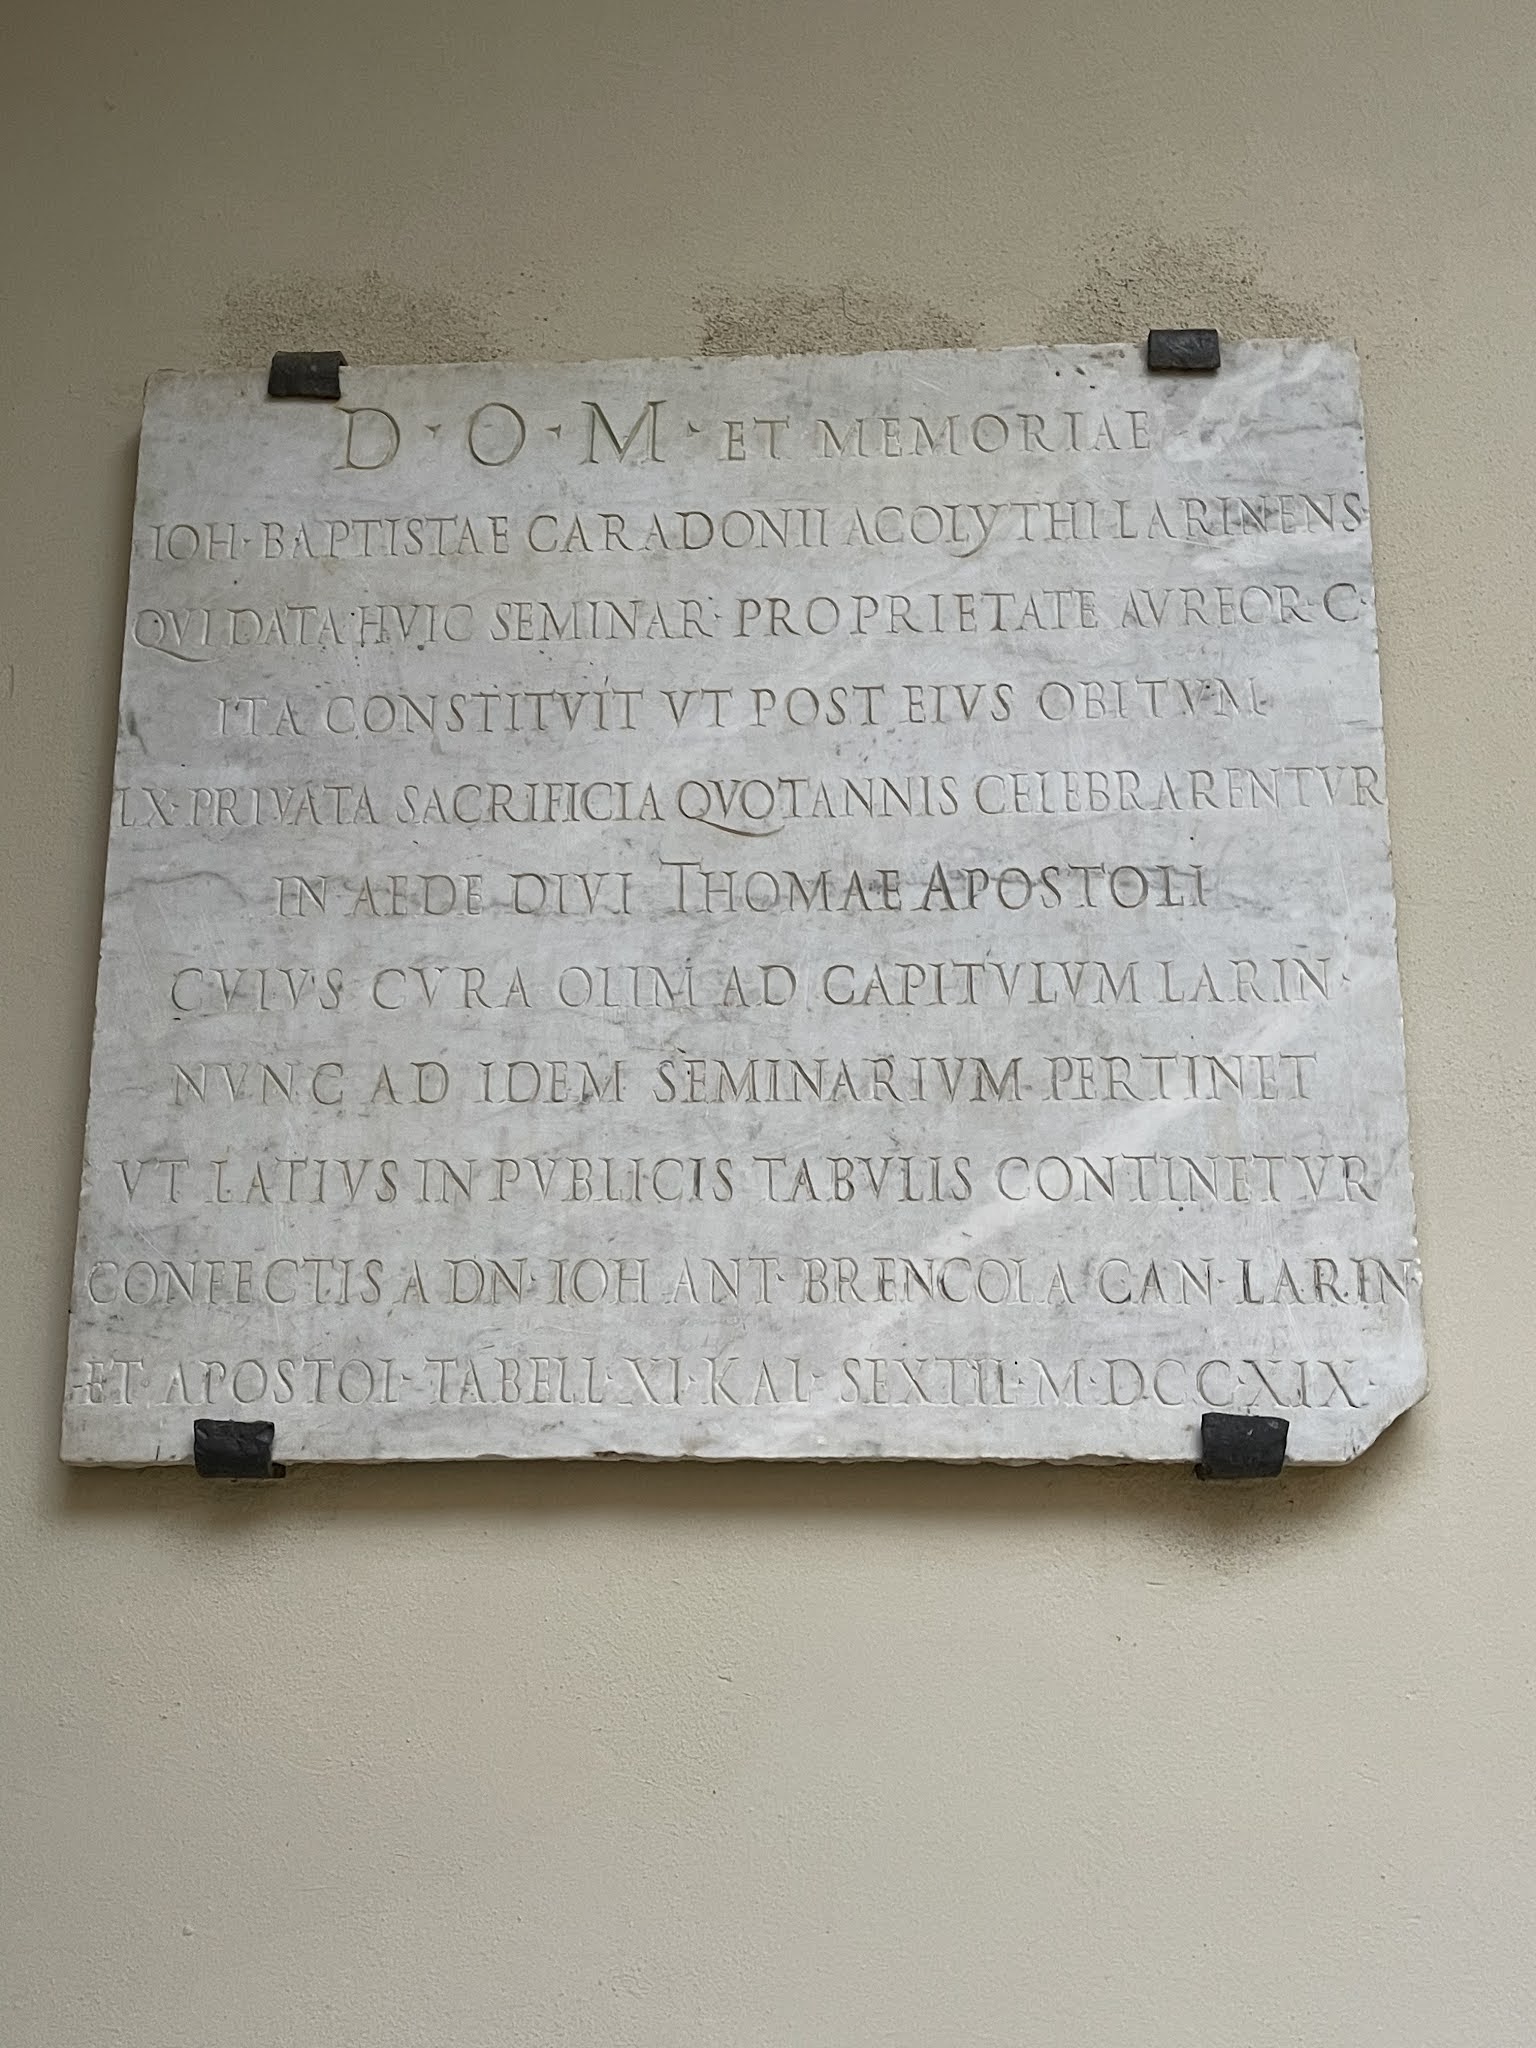 D · O · M · ET MEMORIAE
IOH· BAPTISTAE CARADONII ACOLYTHI LARINENS·
QVI DATA HVIC SEMINAR· PROPRIETATE AVREOR· C·
ITA CONSTITVIT VT POST EIVS OBITVM
LX· PRIVATA SACRIFICIA QVOTANNIS CELEBRARENTVR
IN AEDE DIVI THOMAE APOSTOLI
CVIVS CVRA OLIM AD CAPITVLVM LARIN·
NVNC AD IDEM SEMINARIVM PERTINET
VT LATIVS IN PVBLICIS TABVLIS CONTINETVR
CONFECTIS A DN· IOH ANT· BRENCOLA CAN· LARIN·
ET APOSTOL· TABELL· XI· KAL· SEXTIL· M·DCC·XIX·